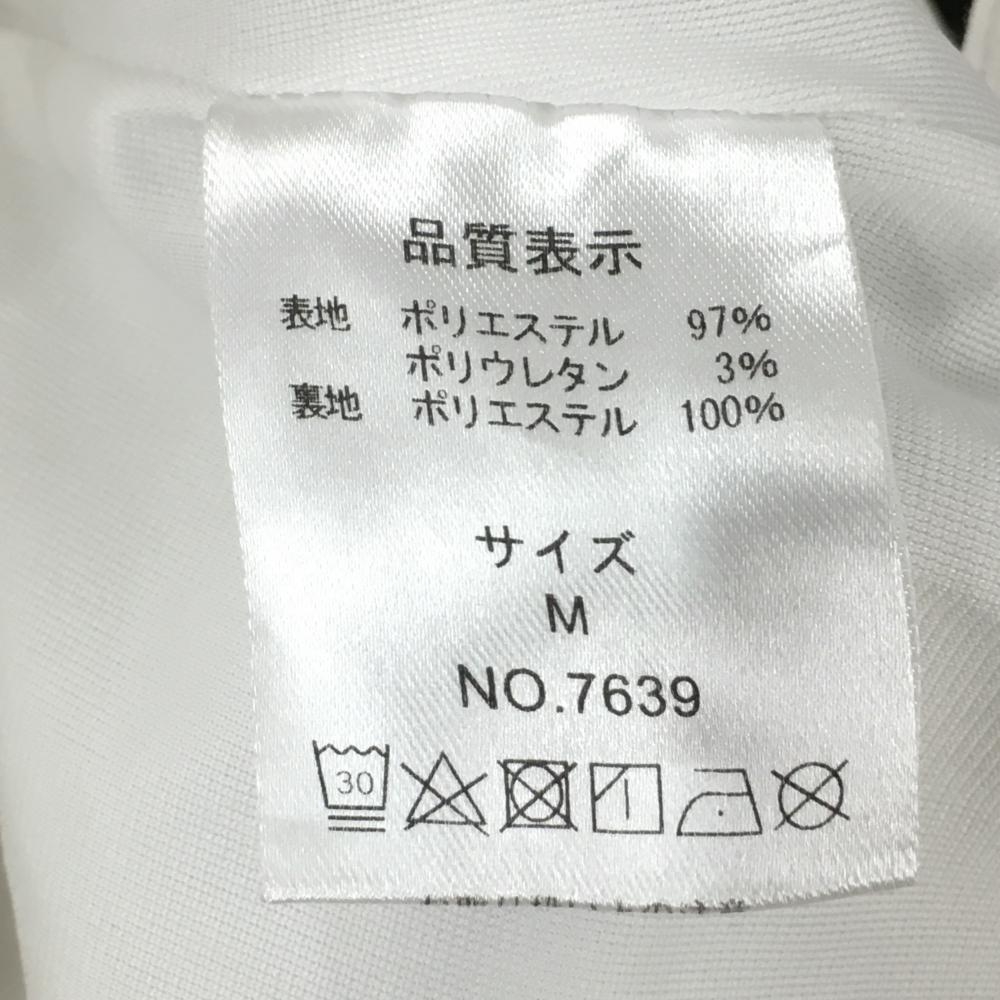 品質表示
表地 ポリエステル 97%
ポリウレタン 3%
裏地 ポリエステル 100%
サイズ
M
NO.7639
30